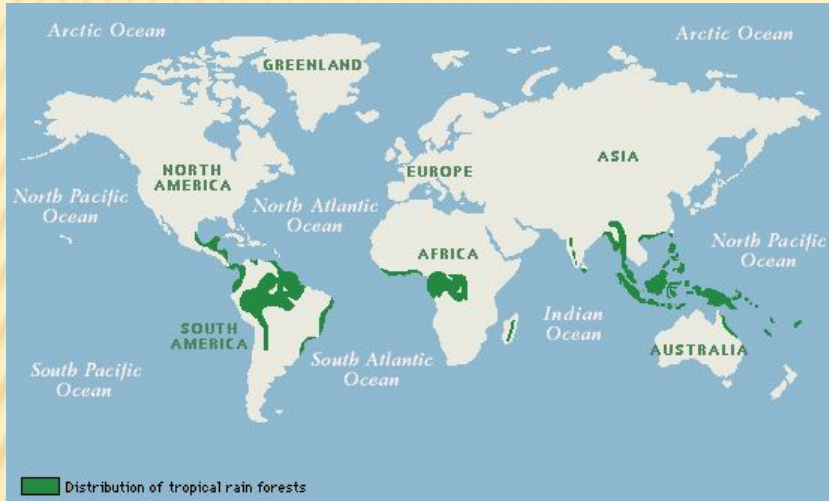 Arctic Ocean
Arctic Ocean
GREENLAND
NORTH
AMERICA
EUROPE
ASIA
North Pacific
Ocean
North Atlantic
Ocean
North Pacific
Ocean
AFRICA
SOUTH
AMERICA
Indian
Ocean
AUSTRALIA
South Pacific
Ocean
South Atlantic
Ocean
Distribution of tropical rain forests